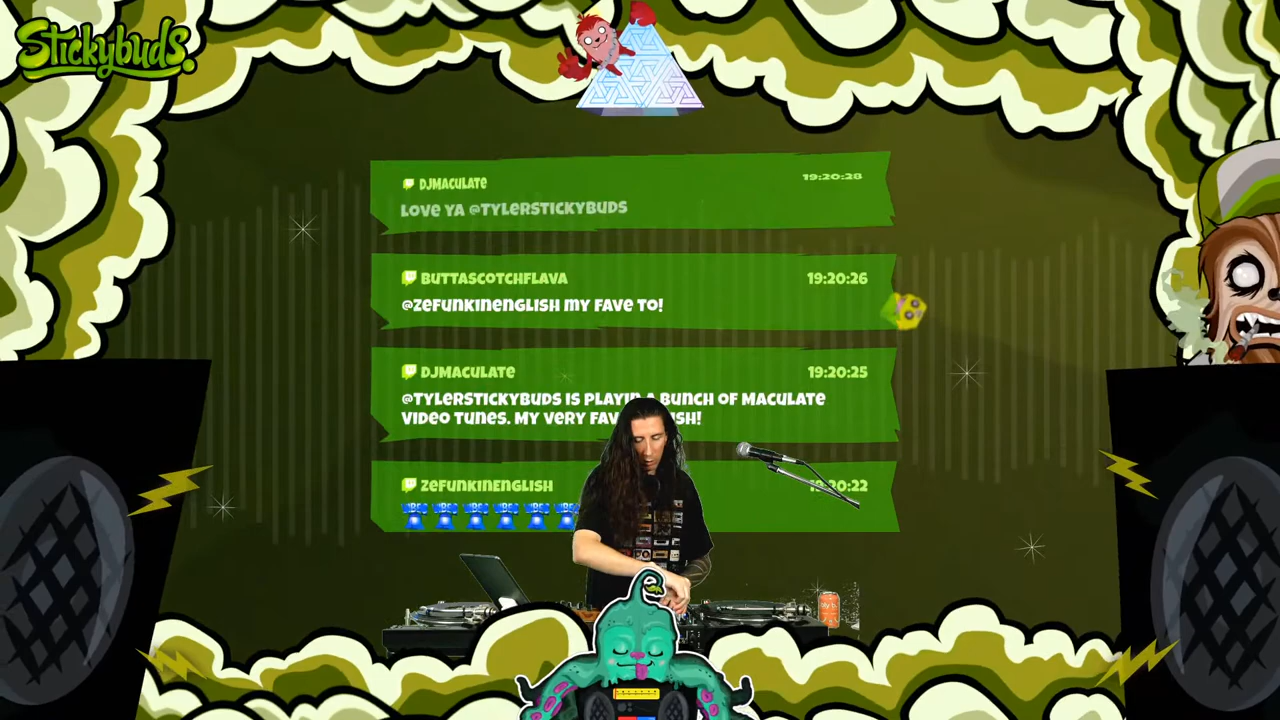 Stickybuds.
DJMACULATE
19:20:28
LOVE YA @TYLERSTICKYBUDS
BUTTASCOTCHFLAVA
19:20:26
@ZEFUNKINENGLISH MY FAVE TO!
DJMACULATE
19:20:25
@TYLERSTICKYBUDS IS PLAYIN A BUNCH OF MACULATE
VIDEO TUNES. MY VERY
ZEFUNKINENGLISH